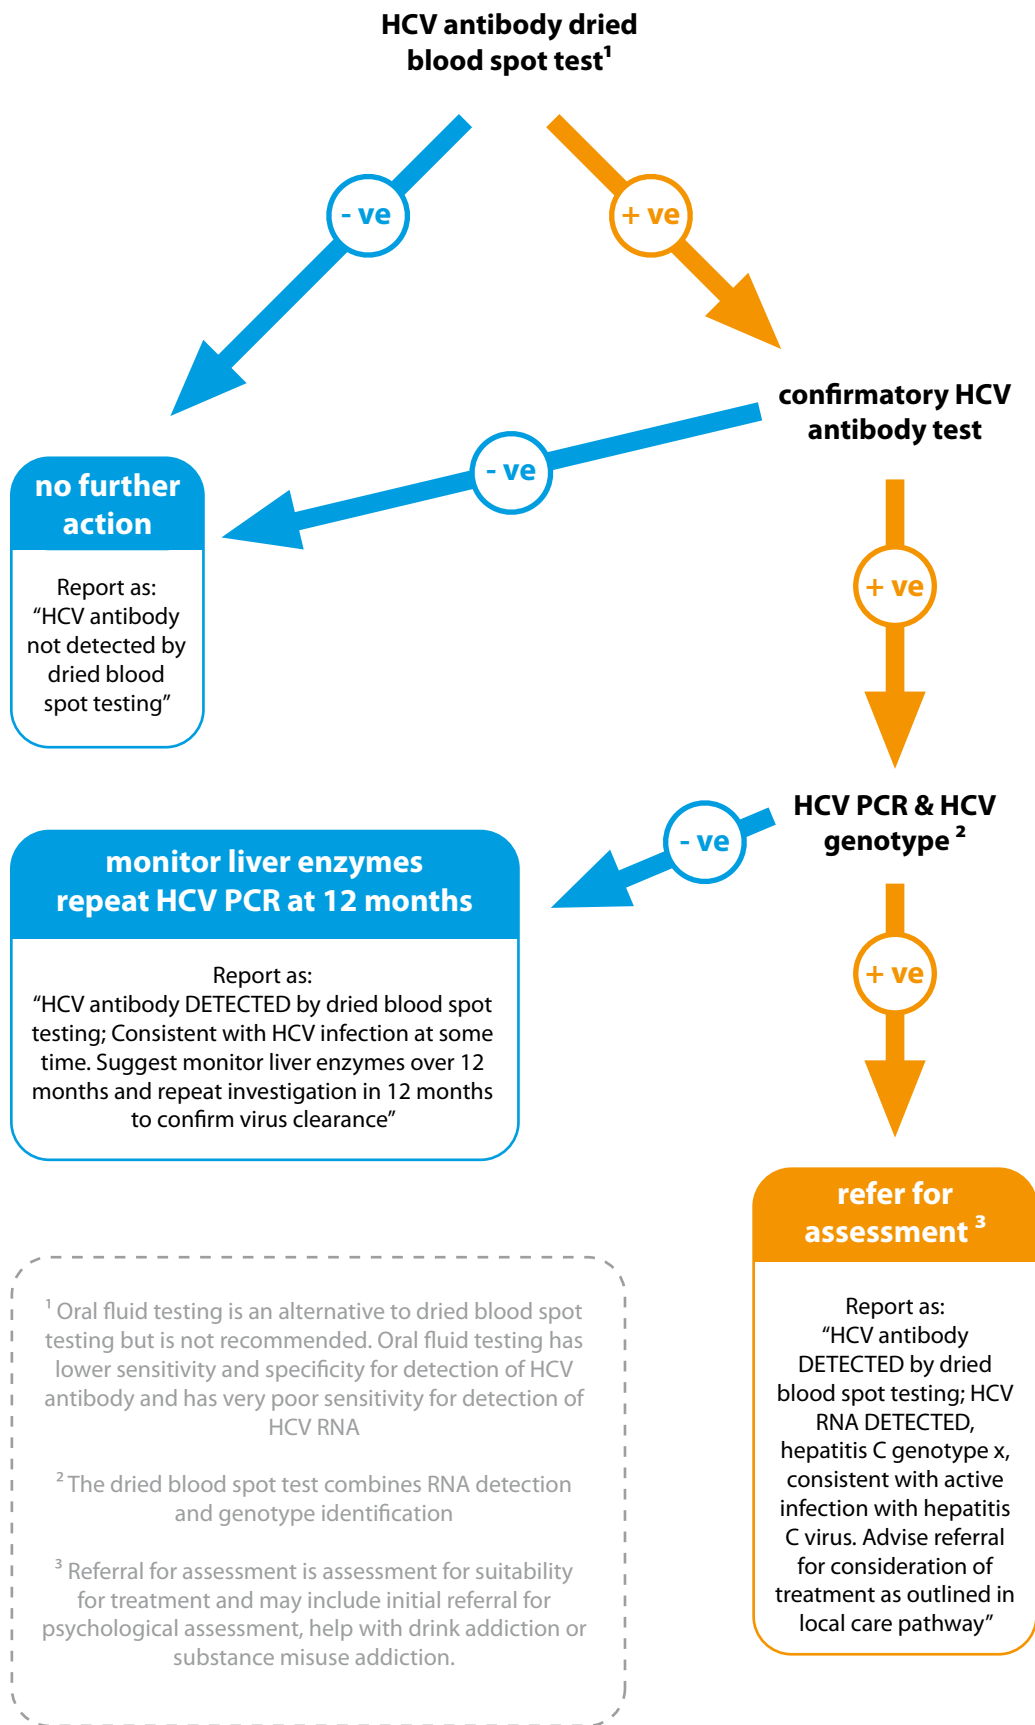 HCV antibody dried
blood spot test¹
- ve
+ ve
confirmatory HCV
antibody test
- ve
no further
action
Report as:
“HCV antibody
not detected by
dried blood
spot testing”
+ ve
HCV PCR & HCV
genotype ²
- ve
monitor liver enzymes
repeat HCV PCR at 12 months
Report as:
“HCV antibody DETECTED by dried blood spot
testing; Consistent with HCV infection at some
time. Suggest monitor liver enzymes over 12
months and repeat investigation in 12 months
to confirm virus clearance”
+ ve
refer for
assessment ³
Report as:
“HCV antibody
DETECTED by dried
blood spot testing; HCV
RNA DETECTED,
hepatitis C genotype x,
consistent with active
infection with hepatitis
C virus. Advise referral
for consideration of
treatment as outlined in
local care pathway”
¹ Oral fluid testing is an alternative to dried blood spot
testing but is not recommended. Oral fluid testing has
lower sensitivity and specificity for detection of HCV
antibody and has very poor sensitivity for detection of
HCV RNA
² The dried blood spot test combines RNA detection
and genotype identification
³ Referral for assessment is assessment for suitability
for treatment and may include initial referral for
psychological assessment, help with drink addiction or
substance misuse addiction.